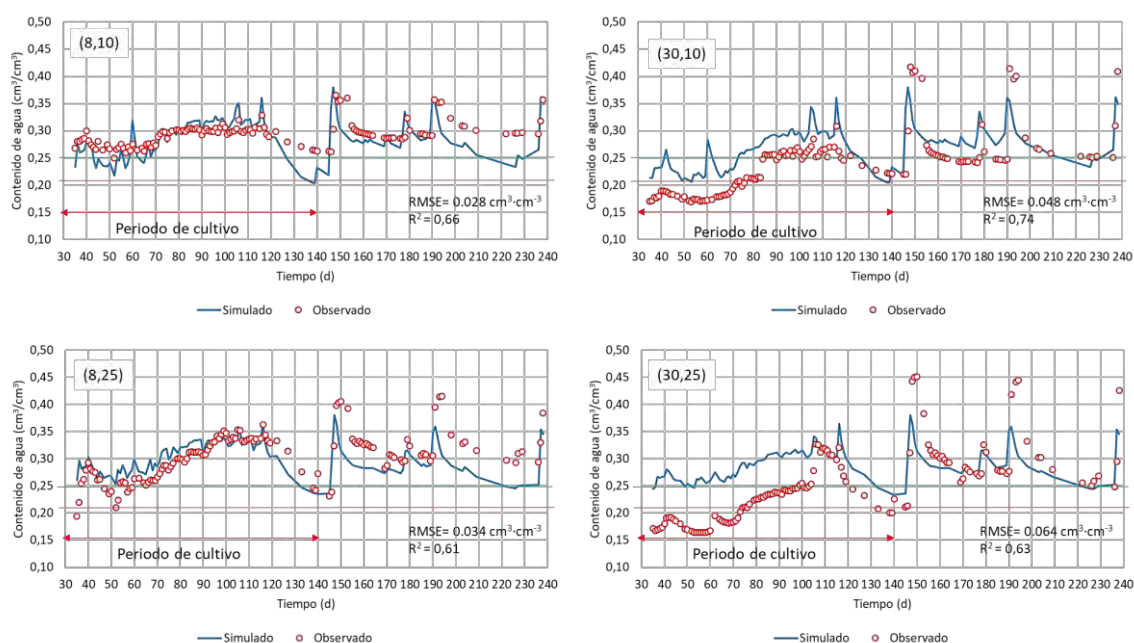 (8,10)
Contenido de agua (cm³/cm³)
0,50
0,45
0,40
0,35
0,30
0,25
0,20
0,15
0,10
RMSE= 0.028 cm³·cm⁻³
R² = 0,66
Periodo de cultivo
30 40 50 60 70 80 90 100 110 120 130 140 150 160 170 180 190 200 210 220 230 240
Tiempo (d)
Simulado Observado
(30,10)
Contenido de agua (cm³/cm³)
0,50
0,45
0,40
0,35
0,30
0,25
0,20
0,15
0,10
RMSE= 0.048 cm³·cm⁻³
R² = 0,74
Periodo de cultivo
30 40 50 60 70 80 90 100 110 120 130 140 150 160 170 180 190 200 210 220 230 240
Tiempo (d)
Simulado Observado
(8,25)
Contenido de agua (cm³/cm³)
0,50
0,45
0,40
0,35
0,30
0,25
0,20
0,15
0,10
RMSE= 0.034 cm³·cm⁻³
R² = 0,61
Periodo de cultivo
30 40 50 60 70 80 90 100 110 120 130 140 150 160 170 180 190 200 210 220 230 240
Tiempo (d)
Simulado Observado
(30,25)
Contenido de agua (cm³/cm³)
0,50
0,45
0,40
0,35
0,30
0,25
0,20
0,15
0,10
RMSE= 0.064 cm³·cm⁻³
R² = 0,63
Periodo de cultivo
30 40 50 60 70 80 90 100 110 120 130 140 150 160 170 180 190 200 210 220 230 240
Tiempo (d)
Simulado Observado